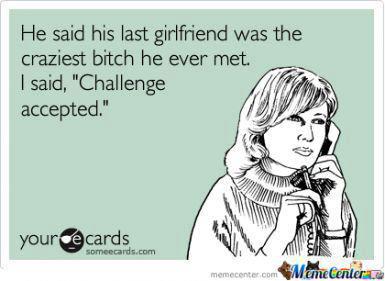 He said his last girlfriend was the
craziest bitch he ever met.
I said, "Challenge
accepted."
your e cards
someecards.com
memecenter.com MemeCenter